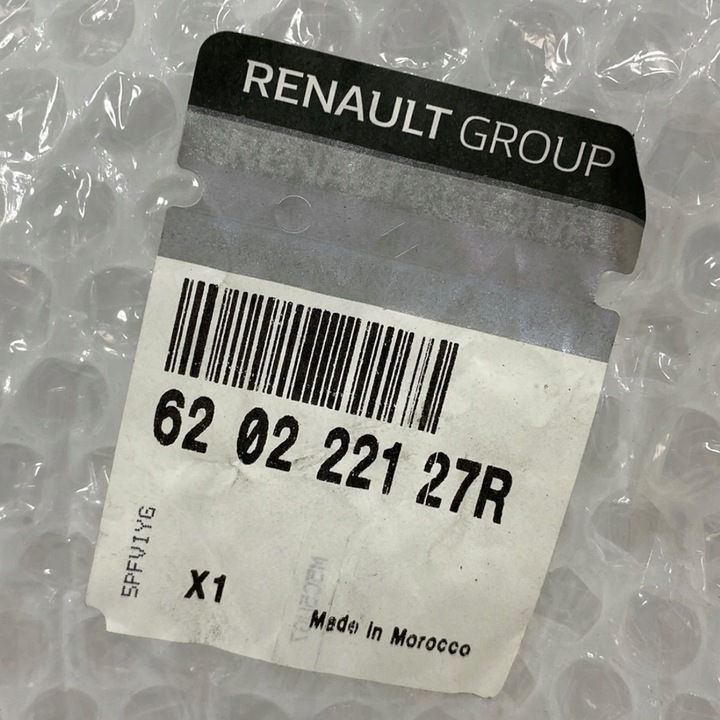 RENAULT GROUP
62 02 221 27R
5PFVIYG
X1
Made in Morocco